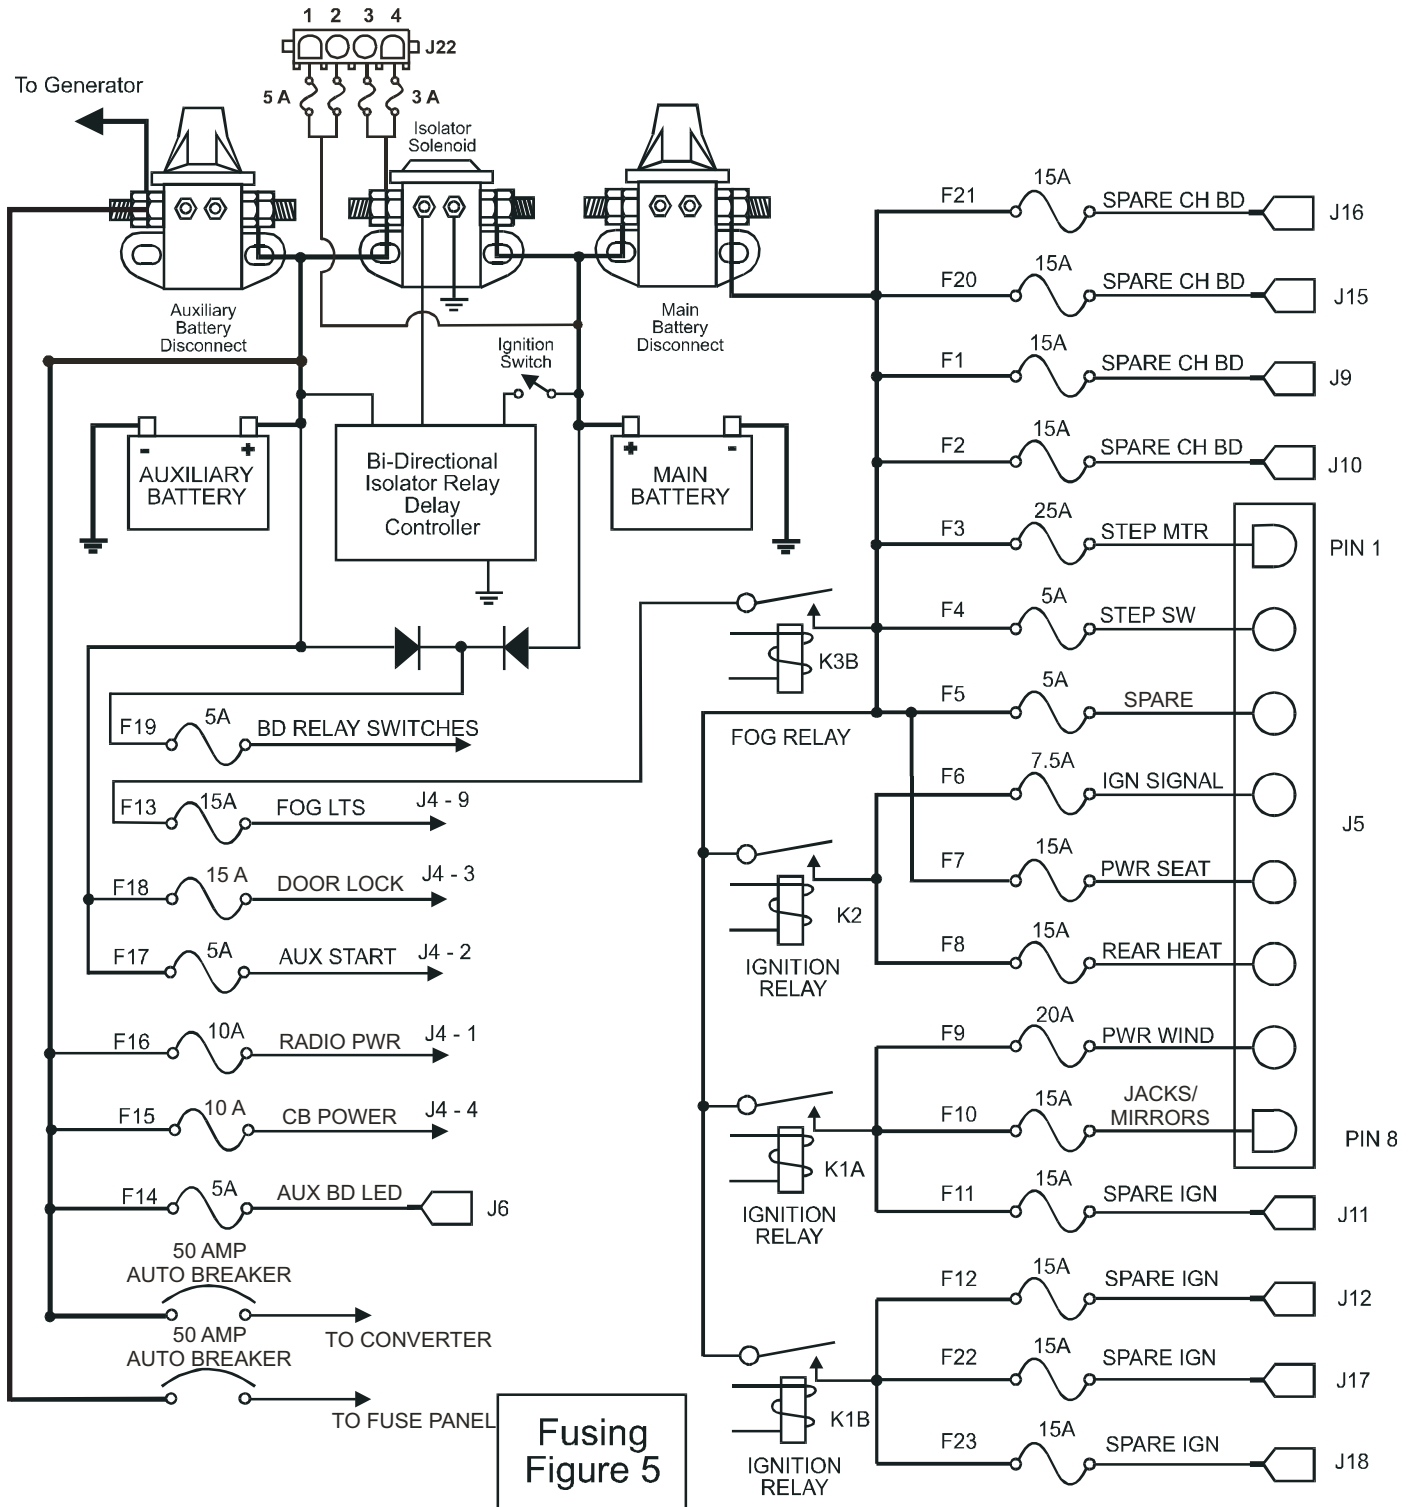 1 2 3 4
J22
To Generator
5 A
3 A
Isolator
Solenoid
Auxiliary
Battery
Disconnect
Main
Battery
Disconnect
Ignition
Switch
- +
AUXILIARY
BATTERY
Bi-Directional
Isolator Relay
Delay
Controller
+ -
MAIN
BATTERY
F19 5A BD RELAY SWITCHES
F13 15A FOG LTS J4 - 9
F18 15 A DOOR LOCK J4 - 3
F17 5A AUX START J4 - 2
F16 10A RADIO PWR J4 - 1
F15 10 A CB POWER J4 - 4
F14 5A AUX BD LED J6
50 AMP
AUTO BREAKER
TO CONVERTER
50 AMP
AUTO BREAKER
TO FUSE PANEL
K3B
FOG RELAY
K2
IGNITION
RELAY
K1A
IGNITION
RELAY
K1B
IGNITION
RELAY
F21 15A SPARE CH BD J16
F20 15A SPARE CH BD J15
F1 15A SPARE CH BD J9
F2 15A SPARE CH BD J10
F3 25A STEP MTR PIN 1
F4 5A STEP SW
F5 5A SPARE
F6 7.5A IGN SIGNAL
J5
F7 15A PWR SEAT
F8 15A REAR HEAT
F9 20A PWR WIND
F10 15A JACKS/
MIRRORS
PIN 8
F11 15A SPARE IGN J11
F12 15A SPARE IGN J12
F22 15A SPARE IGN J17
F23 15A SPARE IGN J18
Fusing
Figure 5